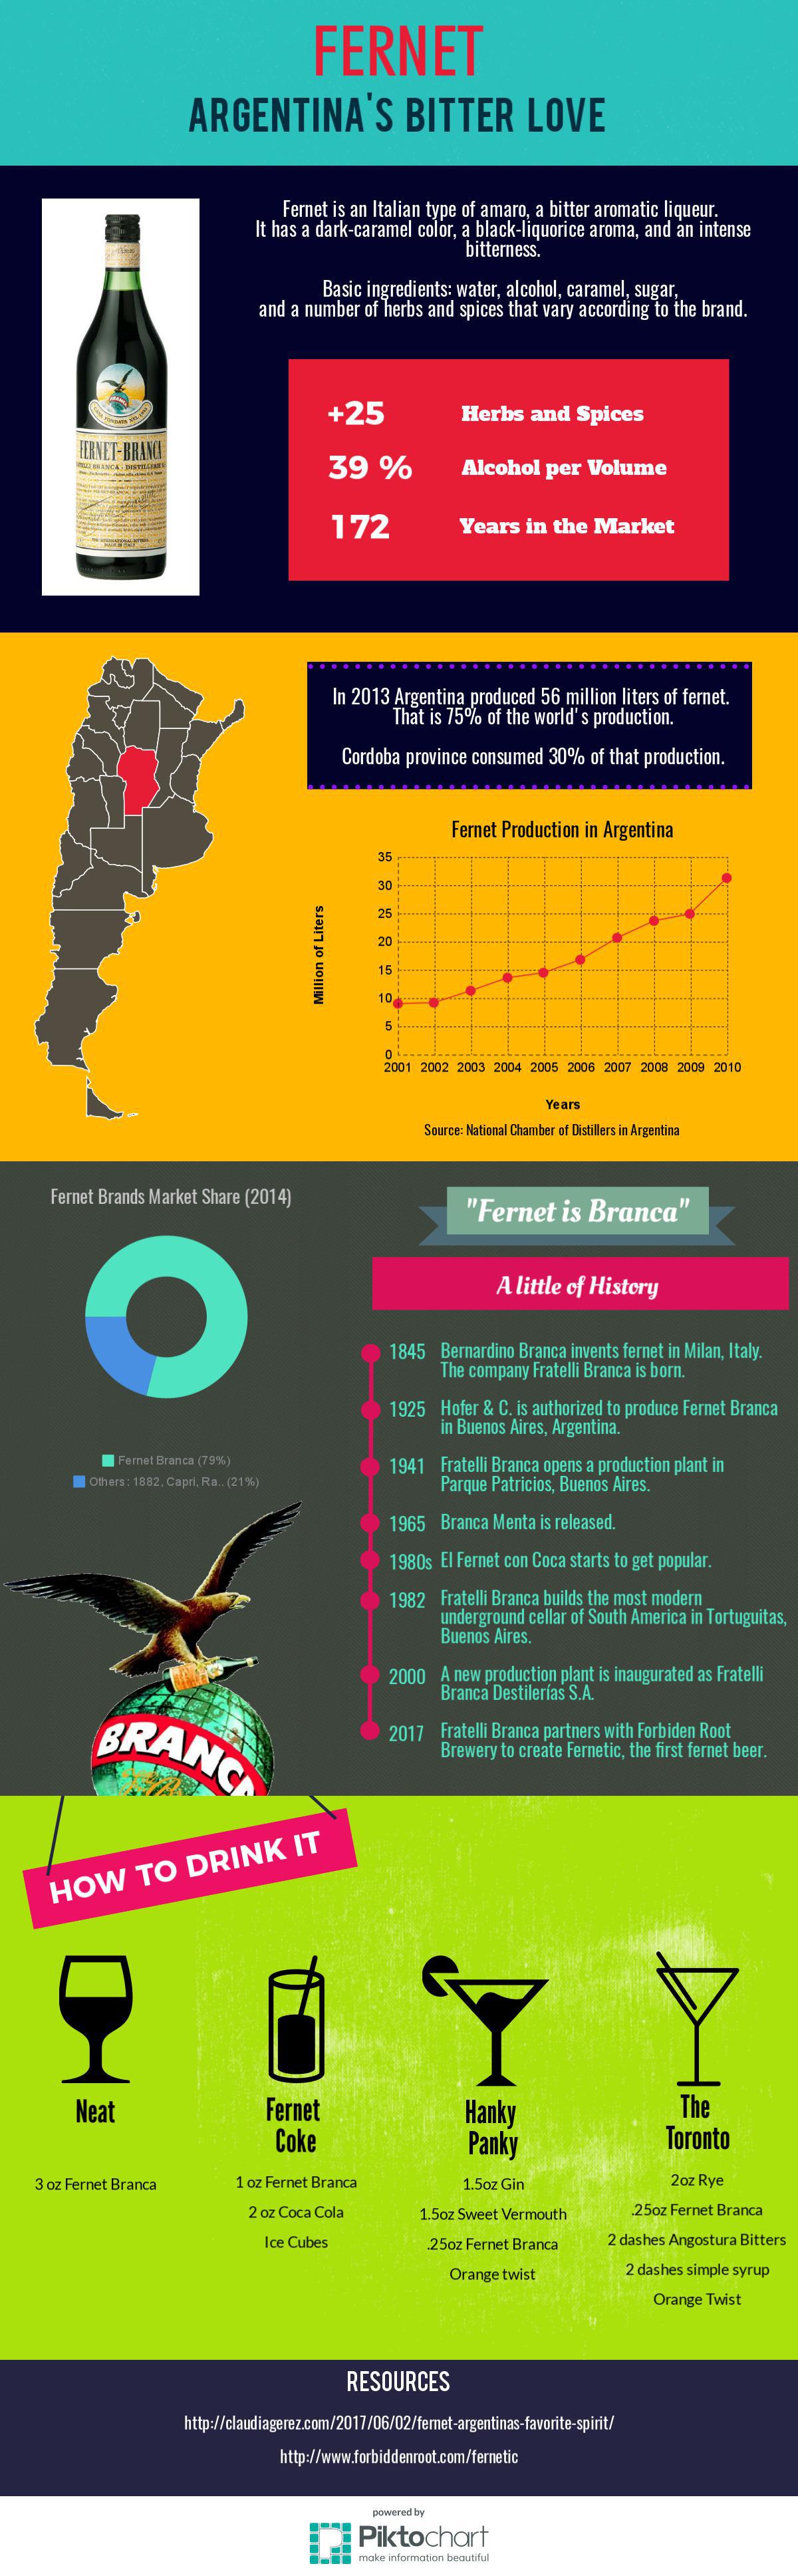 FERNET
ARGENTINA'S BITTER LOVE
Fernet is an Italian type of amaro, a bitter aromatic liqueur.
It has a dark-caramel color, a black-liquorice aroma, and an intense
bitterness.
Basic ingredients: water, alcohol, caramel, sugar,
and a number of herbs and spices that vary according to the brand.
BRANCA
FERNET-BRANCA
+25 Herbs and Spices
39 % Alcohol per Volume
172 Years in the Market
In 2013 Argentina produced 56 million liters of fernet.
That is 75% of the world's production.
Cordoba province consumed 30% of that production.
Fernet Production in Argentina
35
30
25
20
15
10
5
0
Million of Liters
2001 2002 2003 2004 2005 2006 2007 2008 2009 2010
Years
Source: National Chamber of Distillers in Argentina
Fernet Brands Market Share (2014)
Fernet Branca (79%)
Others: 1882, Capri, Ra.. (21%)
BRANCA
"Fernet is Branca"
A little of History
1845 Bernardino Branca invents fernet in Milan, Italy.
The company Fratelli Branca is born.
1925 Hofer & C. is authorized to produce Fernet Branca
in Buenos Aires, Argentina.
1941 Fratelli Branca opens a production plant in
Parque Patricios, Buenos Aires.
1965 Branca Menta is released.
1980s El Fernet con Coca starts to get popular.
1982 Fratelli Branca builds the most modern
underground cellar of South America in Tortuguitas,
Buenos Aires.
2000 A new production plant is inaugurated as Fratelli
Branca Destilerías S.A.
2017 Fratelli Branca partners with Forbiden Root
Brewery to create Fernetic, the first fernet beer.
HOW TO DRINK IT
Neat
3 oz Fernet Branca
Fernet
Coke
1 oz Fernet Branca
2 oz Coca Cola
Ice Cubes
Hanky
Panky
1.5oz Gin
1.5oz Sweet Vermouth
.25oz Fernet Branca
Orange twist
The
Toronto
2oz Rye
.25oz Fernet Branca
2 dashes Angostura Bitters
2 dashes simple syrup
Orange Twist
RESOURCES
http://claudiagerez.com/2017/06/02/fernet-argentinas-favorite-spirit/
http://www.forbiddenroot.com/fernetic
powered by
Piktochart
make information beautiful